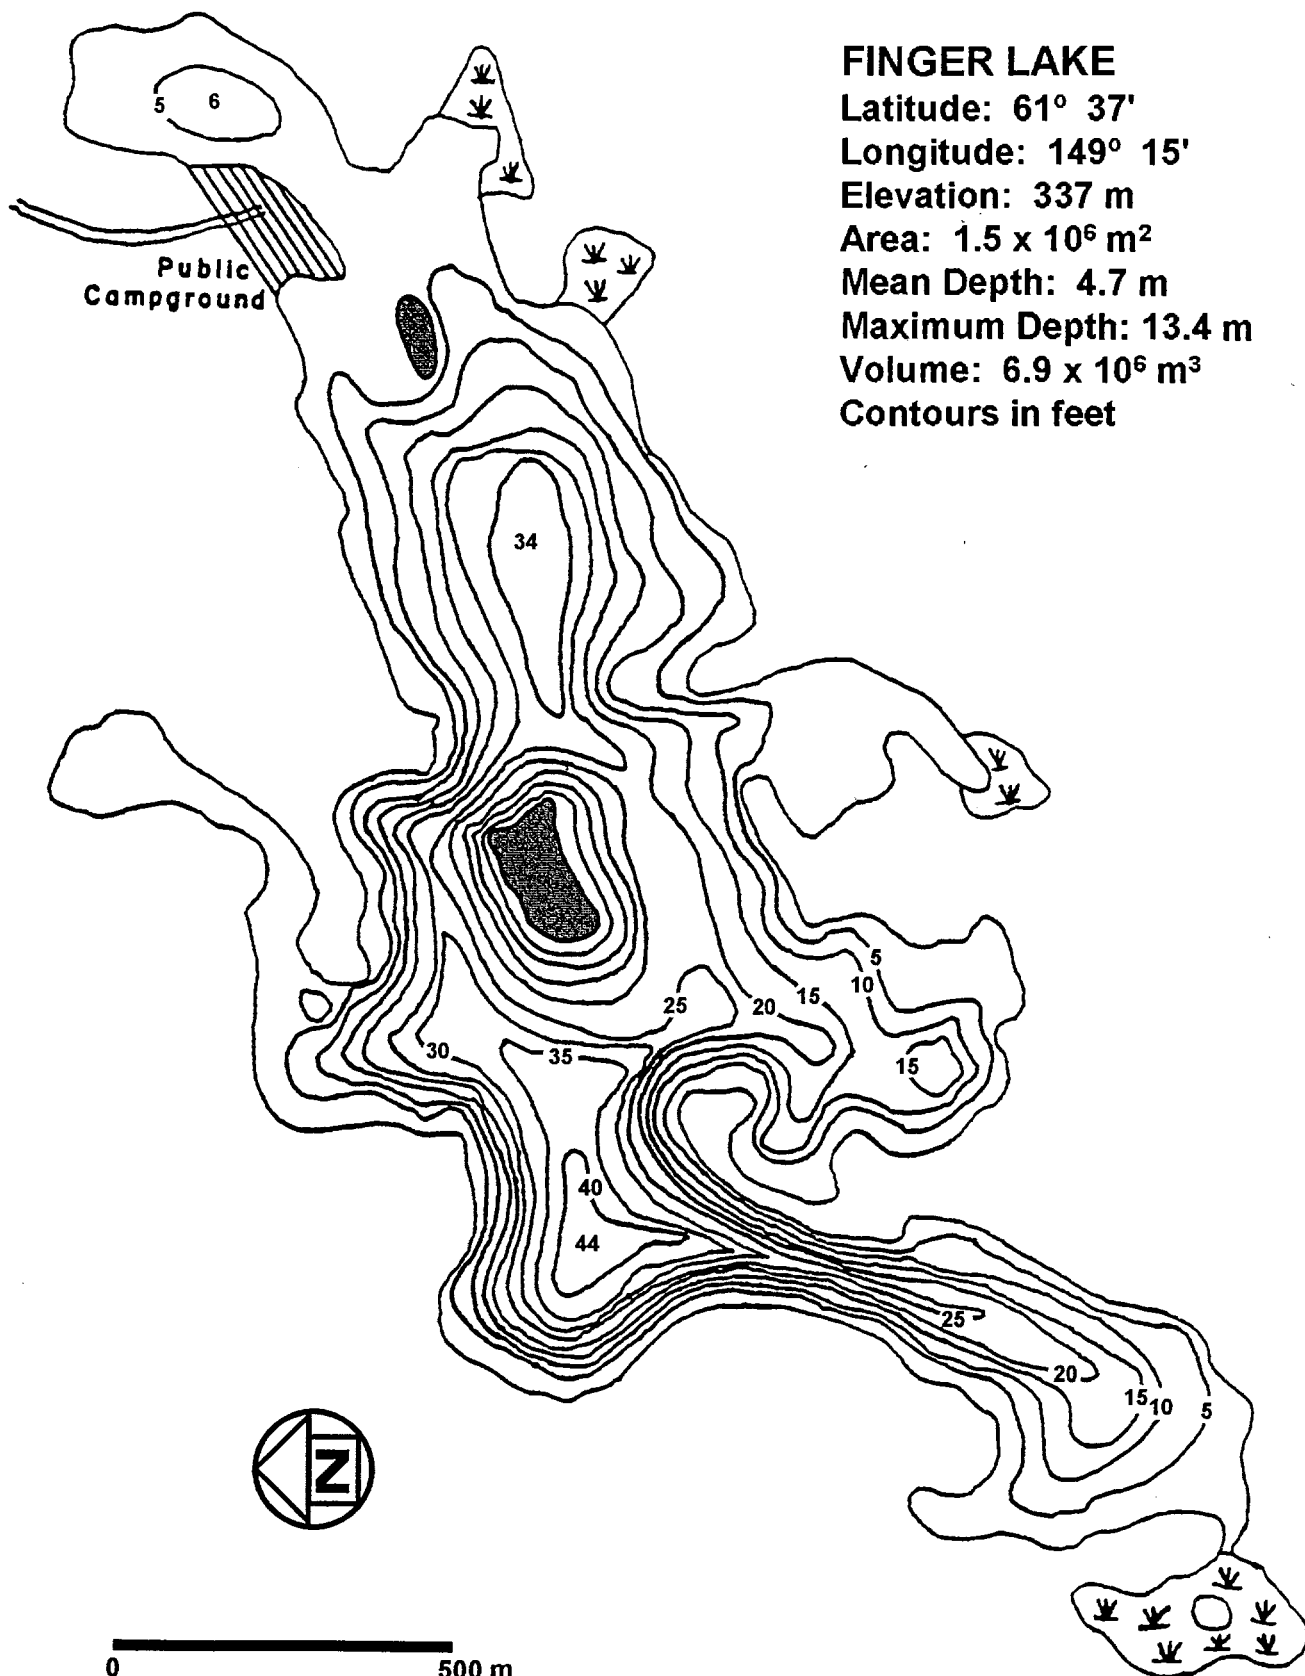 FINGER LAKE
Latitude: 61º 37'
Longitude: 149º 15'
Elevation: 337 m
Area: 1.5 x 10⁶ m²
Mean Depth: 4.7 m
Maximum Depth: 13.4 m
Volume: 6.9 x 10⁶ m³
Contours in feet
5
6
Public
Campground
34
5
10
15
25
20
15
30
35
40
44
25
20
15
10
5
N
0
500 m